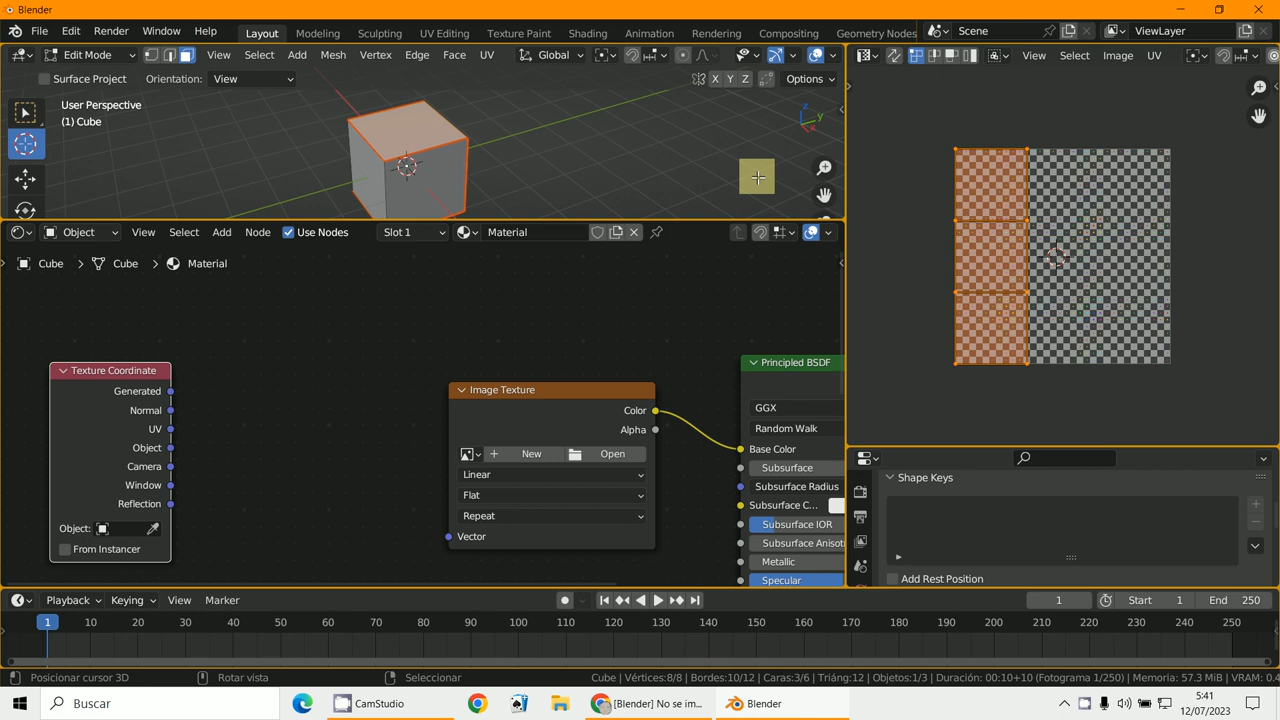 Blender
File Edit Render Window Help Layout Modeling Sculpting UV Editing Texture Paint Shading Animation Rendering Compositing Geometry Nodes Scene ViewLayer
Edit Mode View Select Add Mesh Vertex Edge Face UV Global
View Select Image UV
Surface Project Orientation: View X Y Z Options
User Perspective
(1) Cube
Z
Y
X
Object View Select Add Node Use Nodes Slot 1 Material
Cube > Cube > Material
Texture Coordinate
Generated
Normal
UV
Object
Camera
Window
Reflection
Object:
From Instancer
Image Texture
Color
Alpha
New Open
Linear
Flat
Repeat
Vector
Principled BSDF
GGX
Random Walk
Base Color
Subsurface
Subsurface Radius
Subsurface C...
Subsurface IOR
Subsurface Anisot
Metallic
Specular
Shape Keys
Add Rest Position
Playback Keying View Marker 1 Start 1 End 250
1 10 20 30 40 50 60 70 80 90 100 110 120 130 140 150 160 170 180 190 200 210 220 230 240 250
Posicionar cursor 3D Rotar vista Seleccionar Cube | Vértices:8/8 | Bordes:10/12 | Caras:3/6 | Triáng:12 | Objetos:1/3 | Duración: 00:10+10 (Fotograma 1/250) | Memoria: 57.3 MiB | VRAM: 0.4
Buscar CamStudio [Blender] No se im... Blender
5:41
12/07/2023